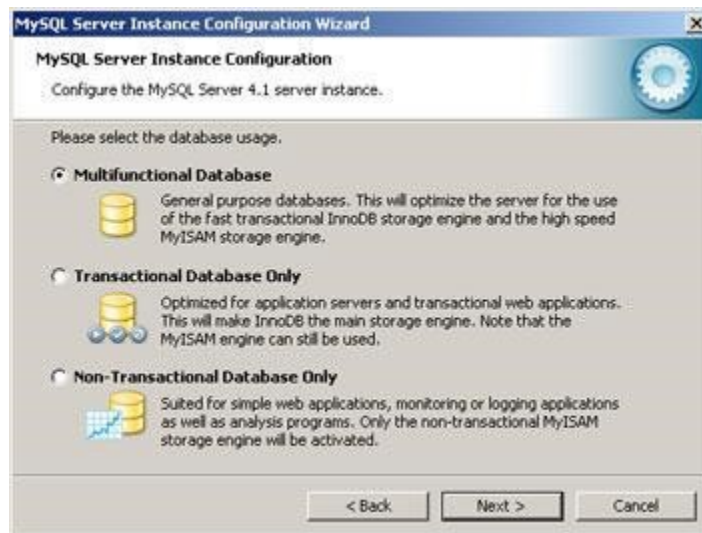 MySQL Server Instance Configuration Wizard
MySQL Server Instance Configuration
Configure the MySQL Server 4.1 server instance.
Please select the database usage.
Multifunctional Database
General purpose databases. This will optimize the server for the use
of the fast transactional InnoDB storage engine and the high speed
MyISAM storage engine.
Transactional Database Only
Optimized for application servers and transactional web applications.
This will make InnoDB the main storage engine. Note that the
MyISAM engine can still be used.
Non-Transactional Database Only
Suited for simple web applications, monitoring or logging applications
as well as analysis programs. Only the non-transactional MyISAM
storage engine will be activated.
< Back
Next >
Cancel